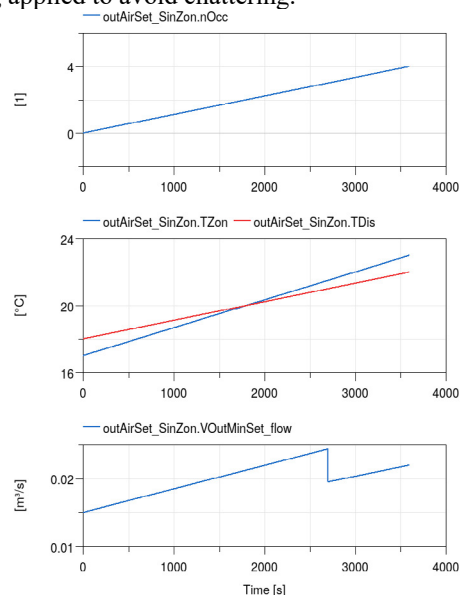 g applied to avoid chattering.
outAirSet_SinZon.nOcc
4
[1]
0
0 1000 2000 3000 4000
outAirSet_SinZon.TZon outAirSet_SinZon.TDis
24
[°C]
20
16
0 1000 2000 3000 4000
outAirSet_SinZon.VOutMinSet_flow
[m³/s]
0.02
0.01
0 1000 2000 3000 4000
Time [s]